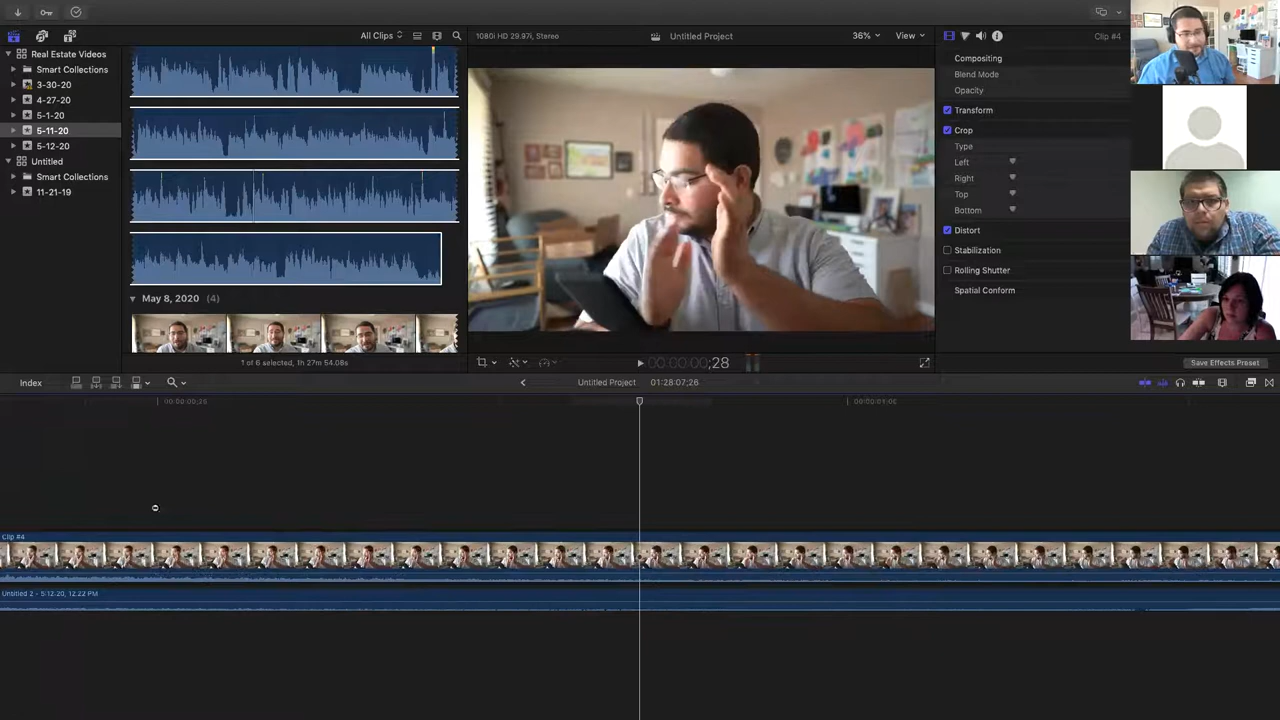 All Clips
1080i HD 29.97i, Stereo
Untitled Project
36%
View
Clip #4
Real Estate Videos
Smart Collections
3-30-20
4-27-20
5-1-20
5-11-20
5-12-20
Untitled
Smart Collections
11-21-19
May 8, 2020 (4)
1 of 6 selected, 1h 27m 54.08s
00:00:00;28
Compositing
Blend Mode
Opacity
Transform
Crop
Type
Left
Right
Top
Bottom
Distort
Stabilization
Rolling Shutter
Spatial Conform
Save Effects Preset
Index
Untitled Project
01:28:07;26
Clip #4
Untitled 2 - 5:12:20, 12.22 PM